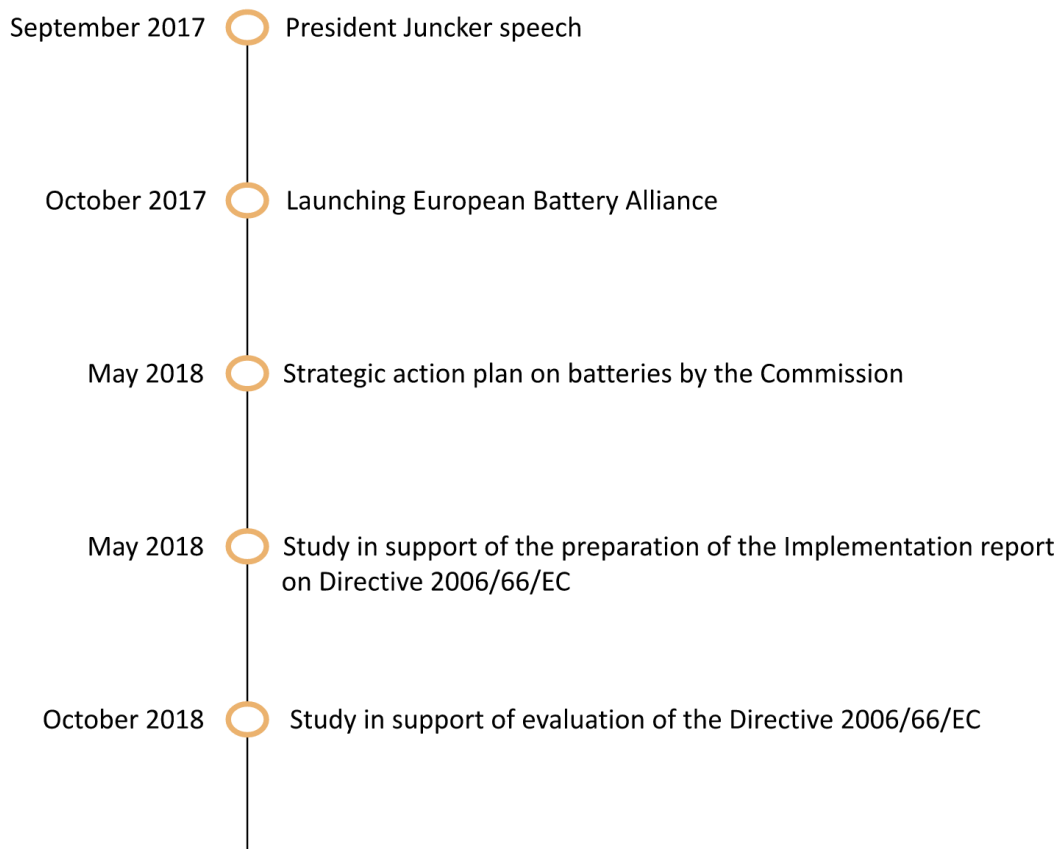 September 2017 President Juncker speech
October 2017 Launching European Battery Alliance
May 2018 Strategic action plan on batteries by the Commission
May 2018 Study in support of the preparation of the Implementation report
on Directive 2006/66/EC
October 2018 Study in support of evaluation of the Directive 2006/66/EC